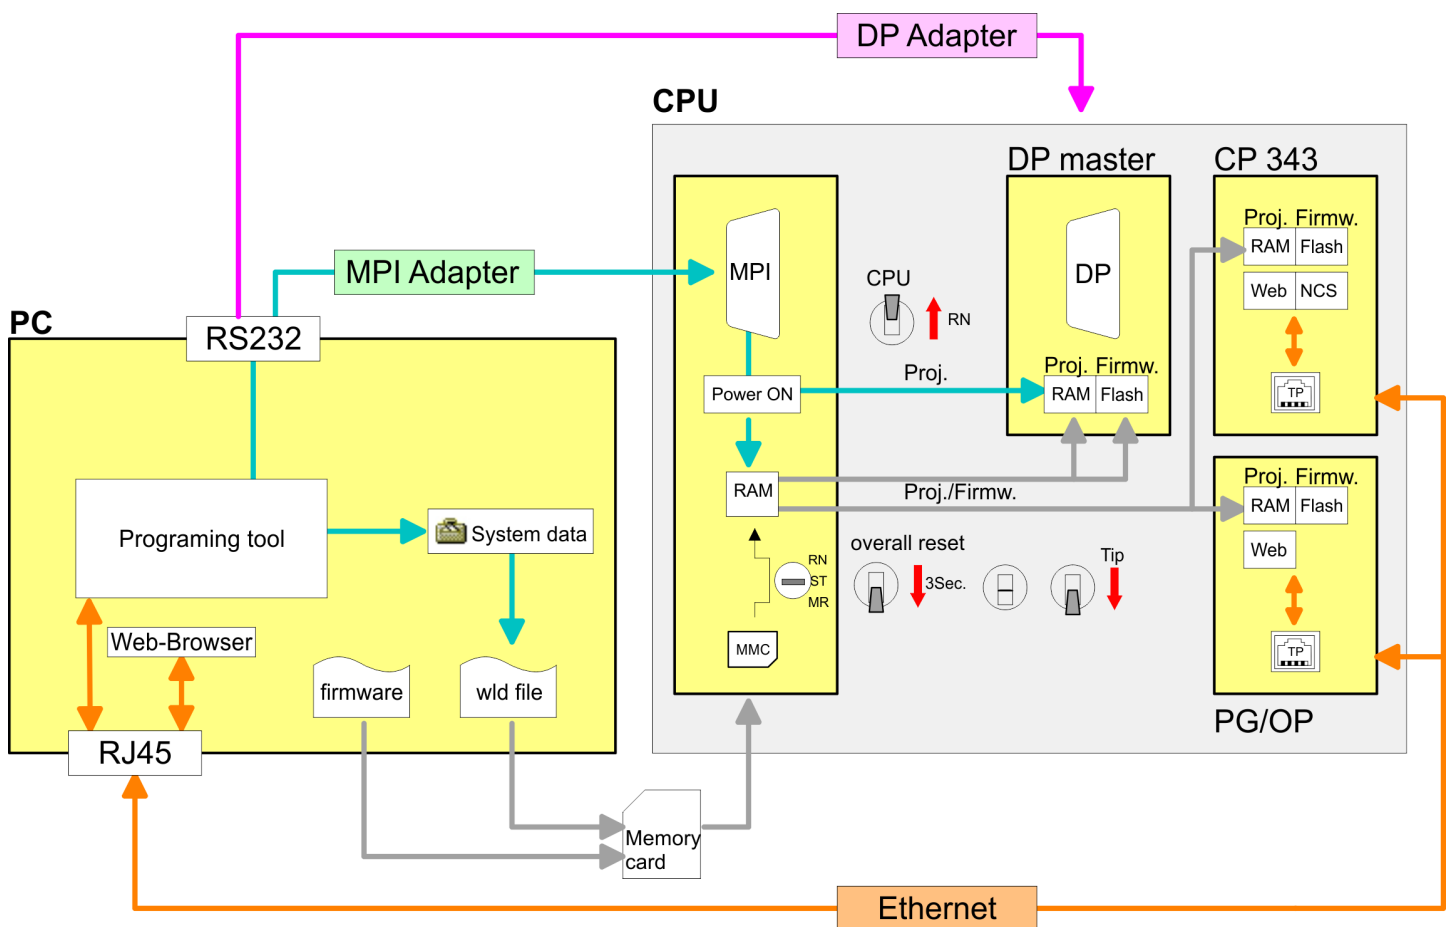 DP Adapter
CPU
DP master
CP 343
Proj. Firmw.
RAM Flash
MPI Adapter
MPI
CPU
DP
Web NCS
PC
RS232
RN
Proj.
Proj. Firmw.
Power ON
RAM Flash
TP
RAM
Proj./Firmw.
Proj. Firmw.
RAM Flash
Programing tool
System data
overall reset
Tip
Web
RN
ST
MR
3Sec.
Web-Browser
MMC
TP
firmware
wld file
PG/OP
RJ45
Memory
card
Ethernet